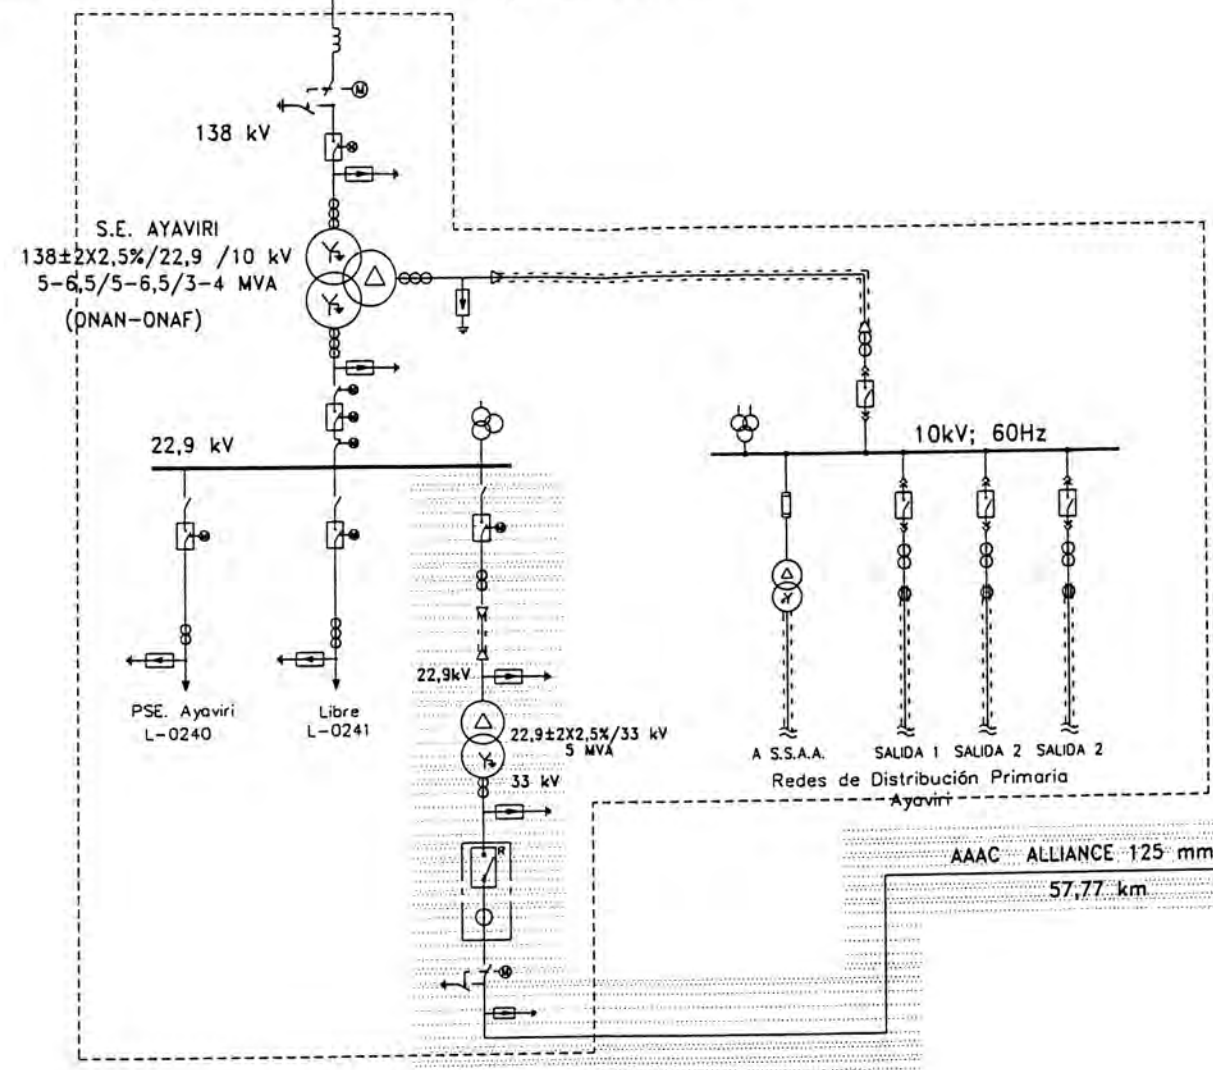 M
138 kV
S.E. AYAVIRI
138±2X2,5%/22,9 /10 kV
5-6,5/5-6,5/3-4 MVA
(ONAN-ONAF)
22,9 kV
10kV; 60Hz
22,9kV
PSE. Ayaviri
L-0240
Libre
L-0241
22,9±2X2,5%/33 kV
5 MVA
33 kV
A S.S.A.A.
SALIDA 1
SALIDA 2
SALIDA 2
Redes de Distribución Primaria
Ayaviri
R
AAAC ALLIANCE 125 mm
57,77 km